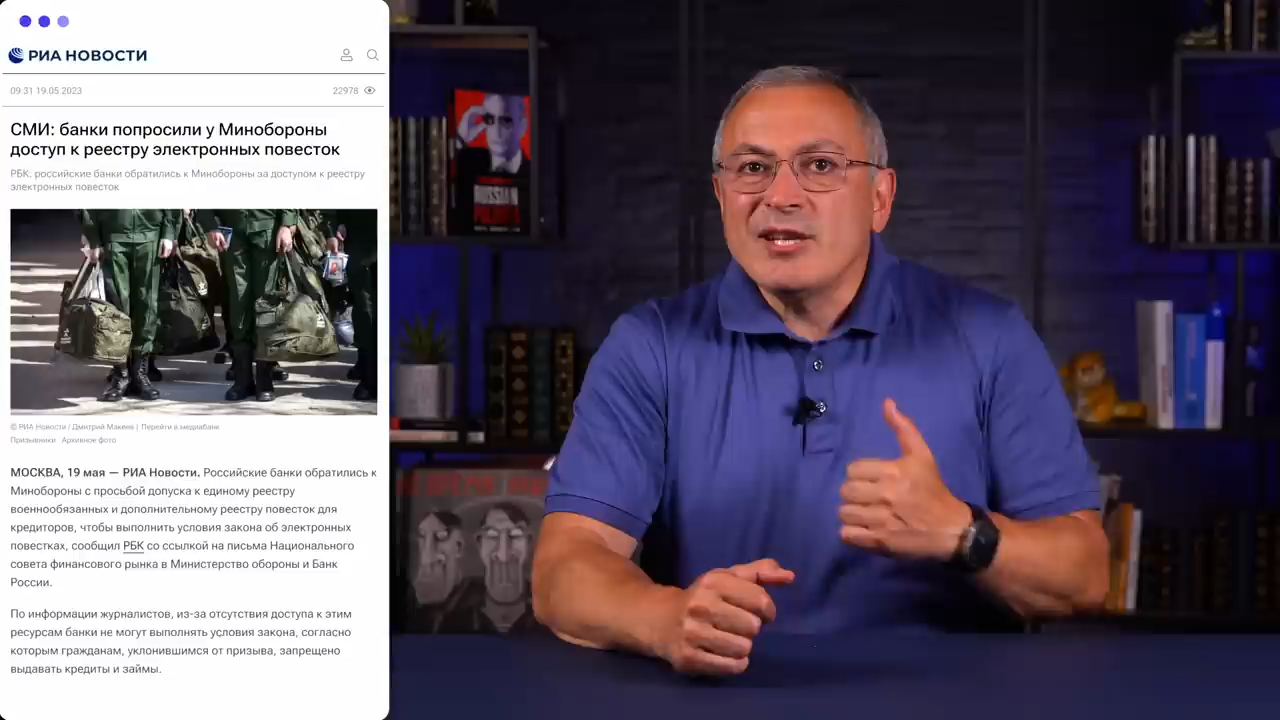 РИА НОВОСТИ
09:31 19.05.2023
22978
СМИ: банки попросили у Минобороны
доступ к реестру электронных повесток
РБК: российские банки обратились к Минобороны за доступом к реестру
электронных повесток
© РИА Новости / Дмитрий Макеев | Перейти в медиабанк
Призывники Архивное фото
МОСКВА, 19 мая — РИА Новости. Российские банки обратились к
Минобороны с просьбой допуска к единому реестру
военнообязанных и дополнительному реестру повесток для
кредиторов, чтобы выполнить условия закона об электронных
повестках, сообщил РБК со ссылкой на письма Национального
совета финансового рынка в Министерство обороны и Банк
России.
По информации журналистов, из-за отсутствия доступа к этим
ресурсам банки не могут выполнять условия закона, согласно
которым гражданам, уклонившимся от призыва, запрещено
выдавать кредиты и займы.
RUSSIAN